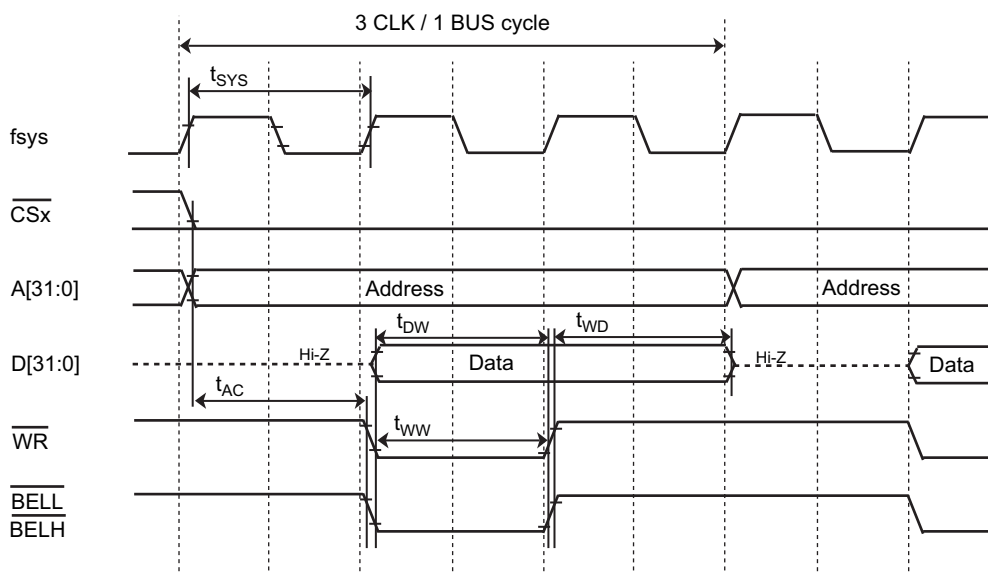 3 CLK / 1 BUS cycle
tSYS
fsys
CSx
A[31:0]
Address
Address
tDW
tWD
D[31:0]
Hi-Z
Data
Hi-Z
Data
tAC
tWW
WR
BELL
BELH